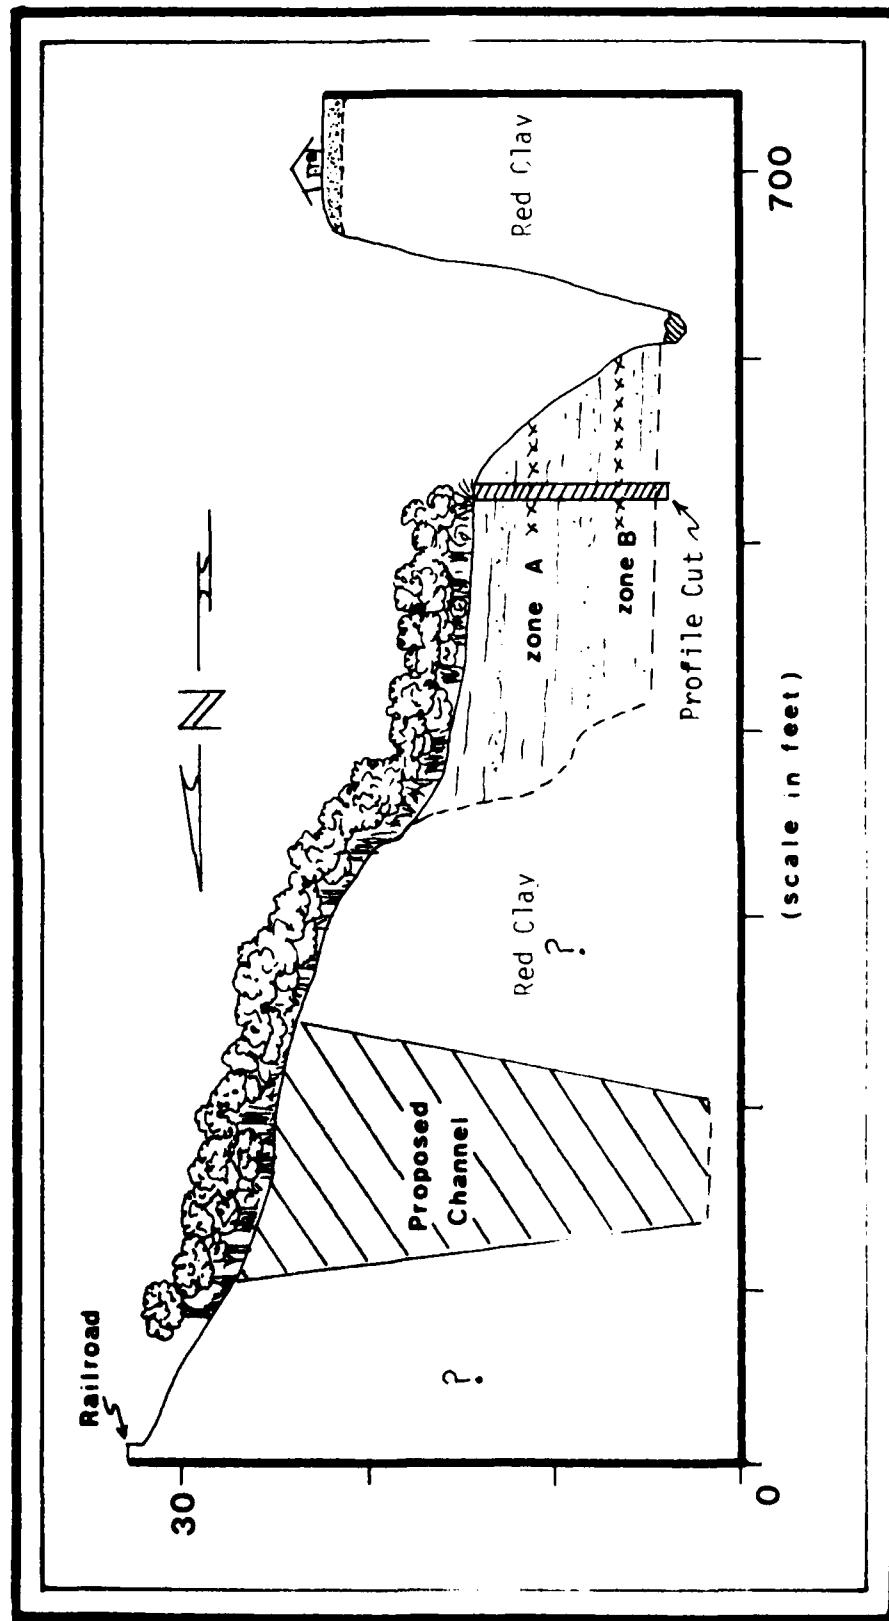 Railroad
N
30
Proposed
Channel
?
Red Clay
?
zone A
zone B
Red Clay
Profile Cut
0
700
(scale in feet)